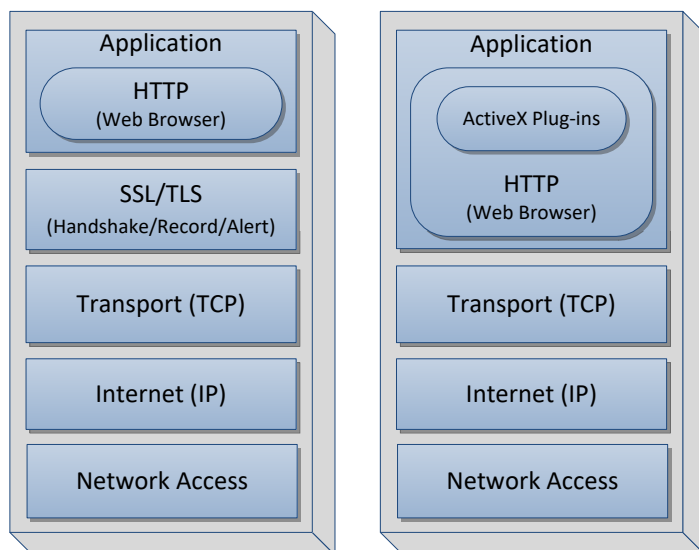 Application
HTTP
(Web Browser)
SSL/TLS
(Handshake/Record/Alert)
Transport (TCP)
Internet (IP)
Network Access
Application
ActiveX Plug-ins
HTTP
(Web Browser)
Transport (TCP)
Internet (IP)
Network Access